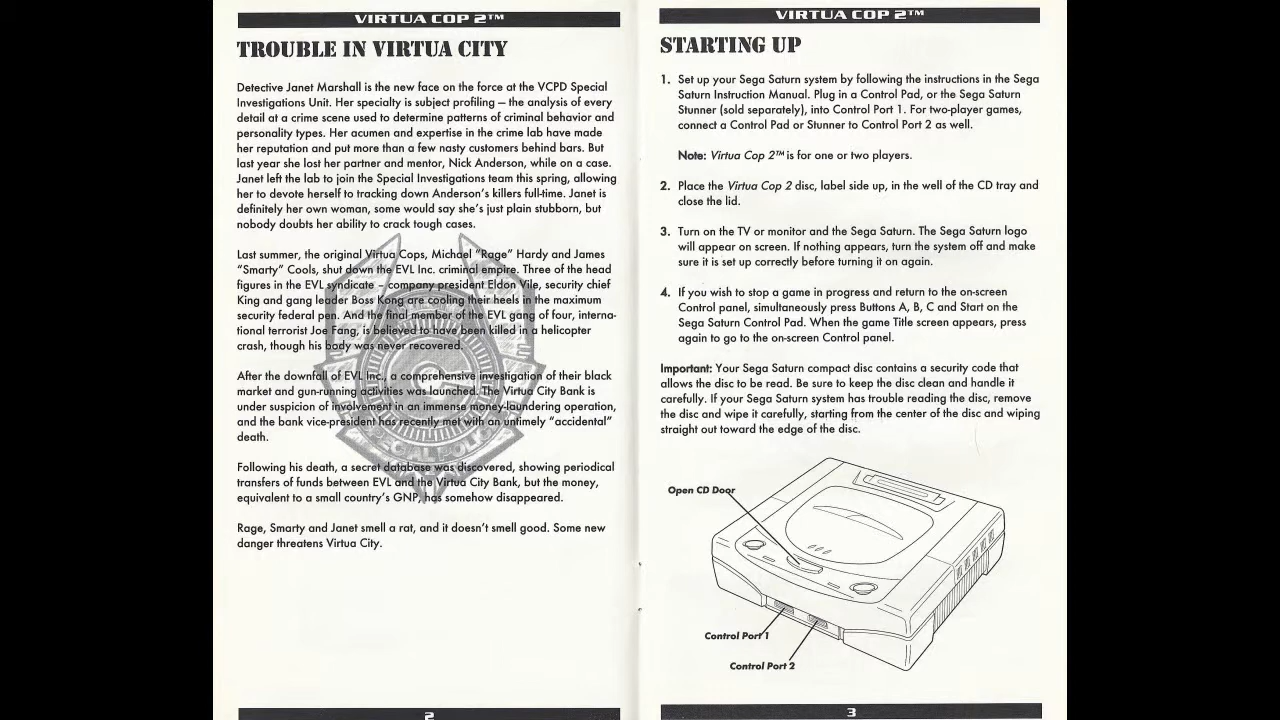 VIRTUA COP 2™
TROUBLE IN VIRTUA CITY
Detective Janet Marshall is the new face on the force at the VCPD Special
Investigations Unit. Her specialty is subject profiling – the analysis of every
detail at a crime scene used to determine patterns of criminal behavior and
personality types. Her acumen and expertise in the crime lab have made
her reputation and put more than a few nasty customers behind bars. But
last year she lost her partner and mentor, Nick Anderson, while on a case.
Janet left the lab to join the Special Investigations team this spring, allowing
her to devote herself to tracking down Anderson's killers full-time. Janet is
definitely her own woman, some would say she's just plain stubborn, but
nobody doubts her ability to crack tough cases.
Last summer, the original Virtua Cops, Michael "Rage" Hardy and James
"Smarty" Cools, shut down the EVL Inc. criminal empire. Three of the head
figures in the EVL syndicate – company president Eldon Vile, security chief
King and gang leader Boss Kong are cooling their heels in the maximum
security federal pen. And the final member of the EVL gang of four, interna-
tional terrorist Joe Fang, is believed to have been killed in a helicopter
crash, though his body was never recovered.
After the downfall of EVL Inc., a comprehensive investigation of their black
market and gun-running activities was launched. The Virtua City Bank is
under suspicion of involvement in an immense money-laundering operation,
and the bank vice-president has recently met with an untimely "accidental"
death.
Following his death, a secret database was discovered, showing periodical
transfers of funds between EVL and the Virtua City Bank, but the money,
equivalent to a small country's GNP, has somehow disappeared.
Rage, Smarty and Janet smell a rat, and it doesn't smell good. Some new
danger threatens Virtua City.
2
VIRTUA COP 2™
STARTING UP
1. Set up your Sega Saturn system by following the instructions in the Sega
Saturn Instruction Manual. Plug in a Control Pad, or the Sega Saturn
Stunner (sold separately), into Control Port 1. For two-player games,
connect a Control Pad or Stunner to Control Port 2 as well.
Note: Virtua Cop 2™ is for one or two players.
2. Place the Virtua Cop 2 disc, label side up, in the well of the CD tray and
close the lid.
3. Turn on the TV or monitor and the Sega Saturn. The Sega Saturn logo
will appear on screen. If nothing appears, turn the system off and make
sure it is set up correctly before turning it on again.
4. If you wish to stop a game in progress and return to the on-screen
Control panel, simultaneously press Buttons A, B, C and Start on the
Sega Saturn Control Pad. When the game Title screen appears, press
again to go to the on-screen Control panel.
Important: Your Sega Saturn compact disc contains a security code that
allows the disc to be read. Be sure to keep the disc clean and handle it
carefully. If your Sega Saturn system has trouble reading the disc, remove
the disc and wipe it carefully, starting from the center of the disc and wiping
straight out toward the edge of the disc.
Open CD Door
Control Port 1
Control Port 2
3